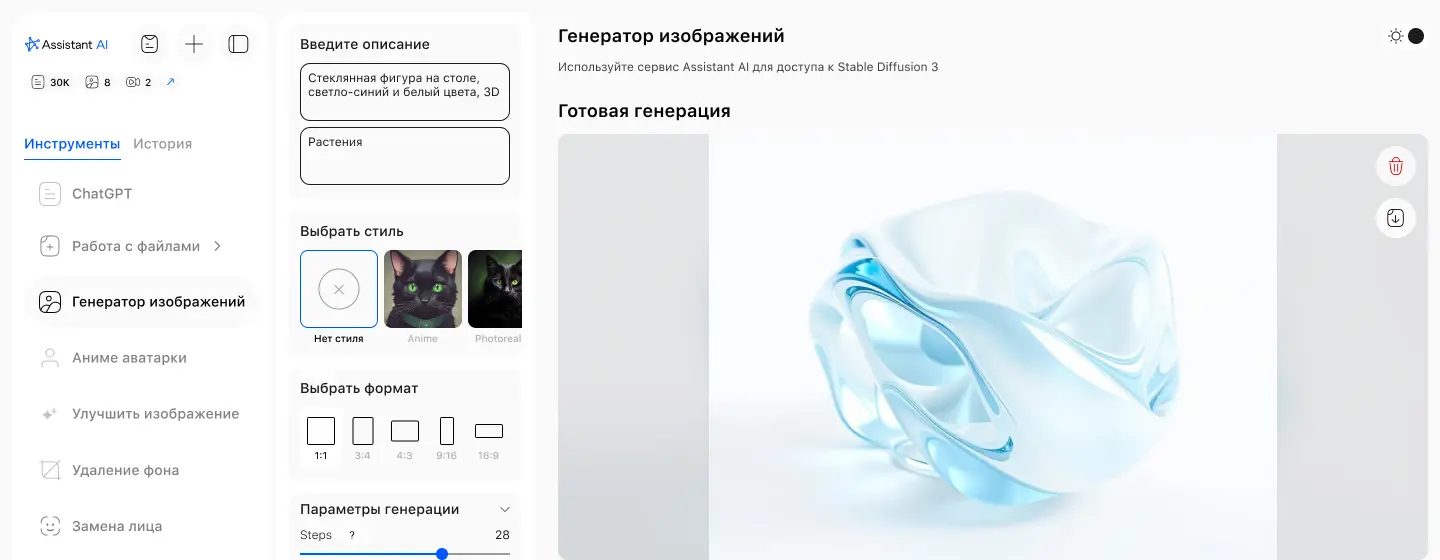 Assistant AI
30K 8 2
Инструменты История
ChatGPT
Работа с файлами
Генератор изображений
Аниме аватарки
Улучшить изображение
Удаление фона
Замена лица
Введите описание
Стеклянная фигура на столе,
светло-синий и белый цвета, 3D
Растения
Выбрать стиль
Нет стиля Anime Photoreal
Выбрать формат
1:1 3:4 4:3 9:16 16:9
Параметры генерации
Steps ? 28
Генератор изображений
Используйте сервис Assistant AI для доступа к Stable Diffusion 3
Готовая генерация